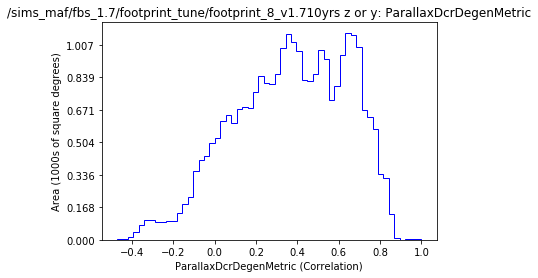 /sims_maf/fbs_1.7/footprint_tune/footprint_8_v1.710yrs z or y: ParallaxDcrDegenMetric
1.007
0.839
0.671
0.504
0.336
0.168
0.000
Area (1000s of square degrees)
−0.4 −0.2 0.0 0.2 0.4 0.6 0.8 1.0
ParallaxDcrDegenMetric (Correlation)